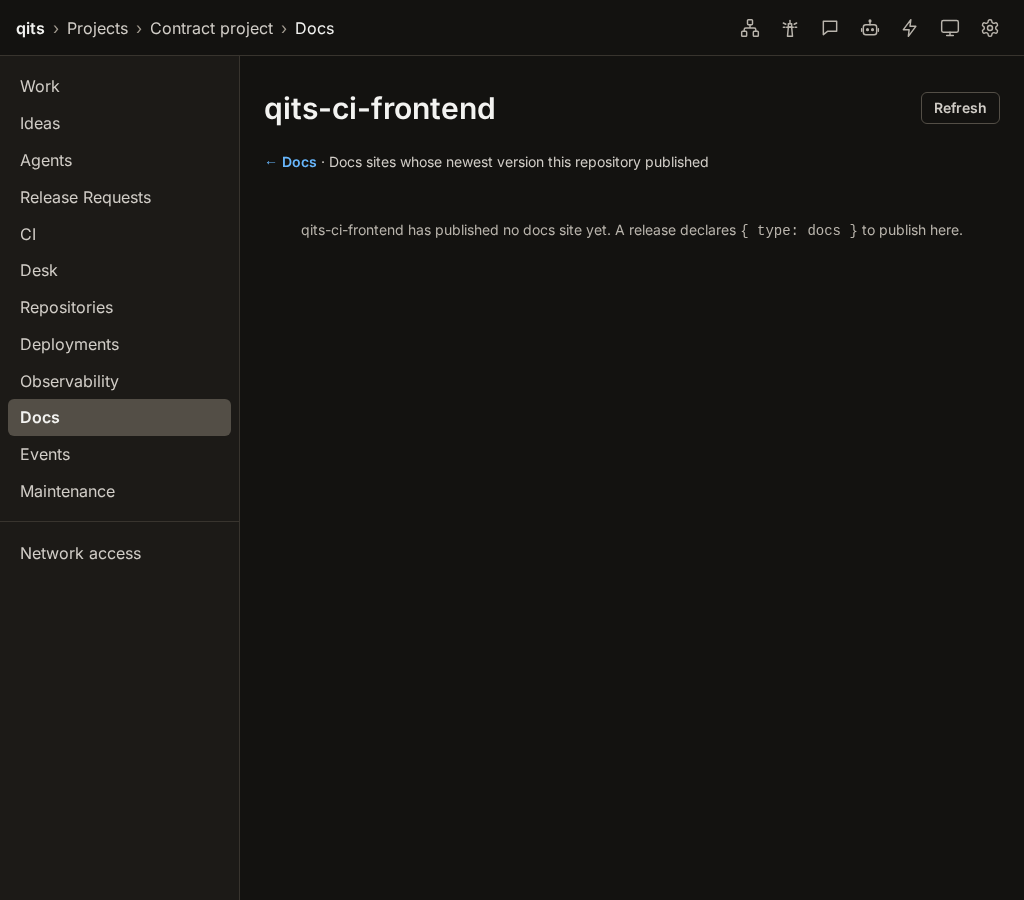 qits › Projects › Contract project › Docs
Work
Ideas
Agents
Release Requests
CI
Desk
Repositories
Deployments
Observability
Docs
Events
Maintenance
Network access
qits-ci-frontend
Refresh
← Docs · Docs sites whose newest version this repository published
qits-ci-frontend has published no docs site yet. A release declares { type: docs } to publish here.